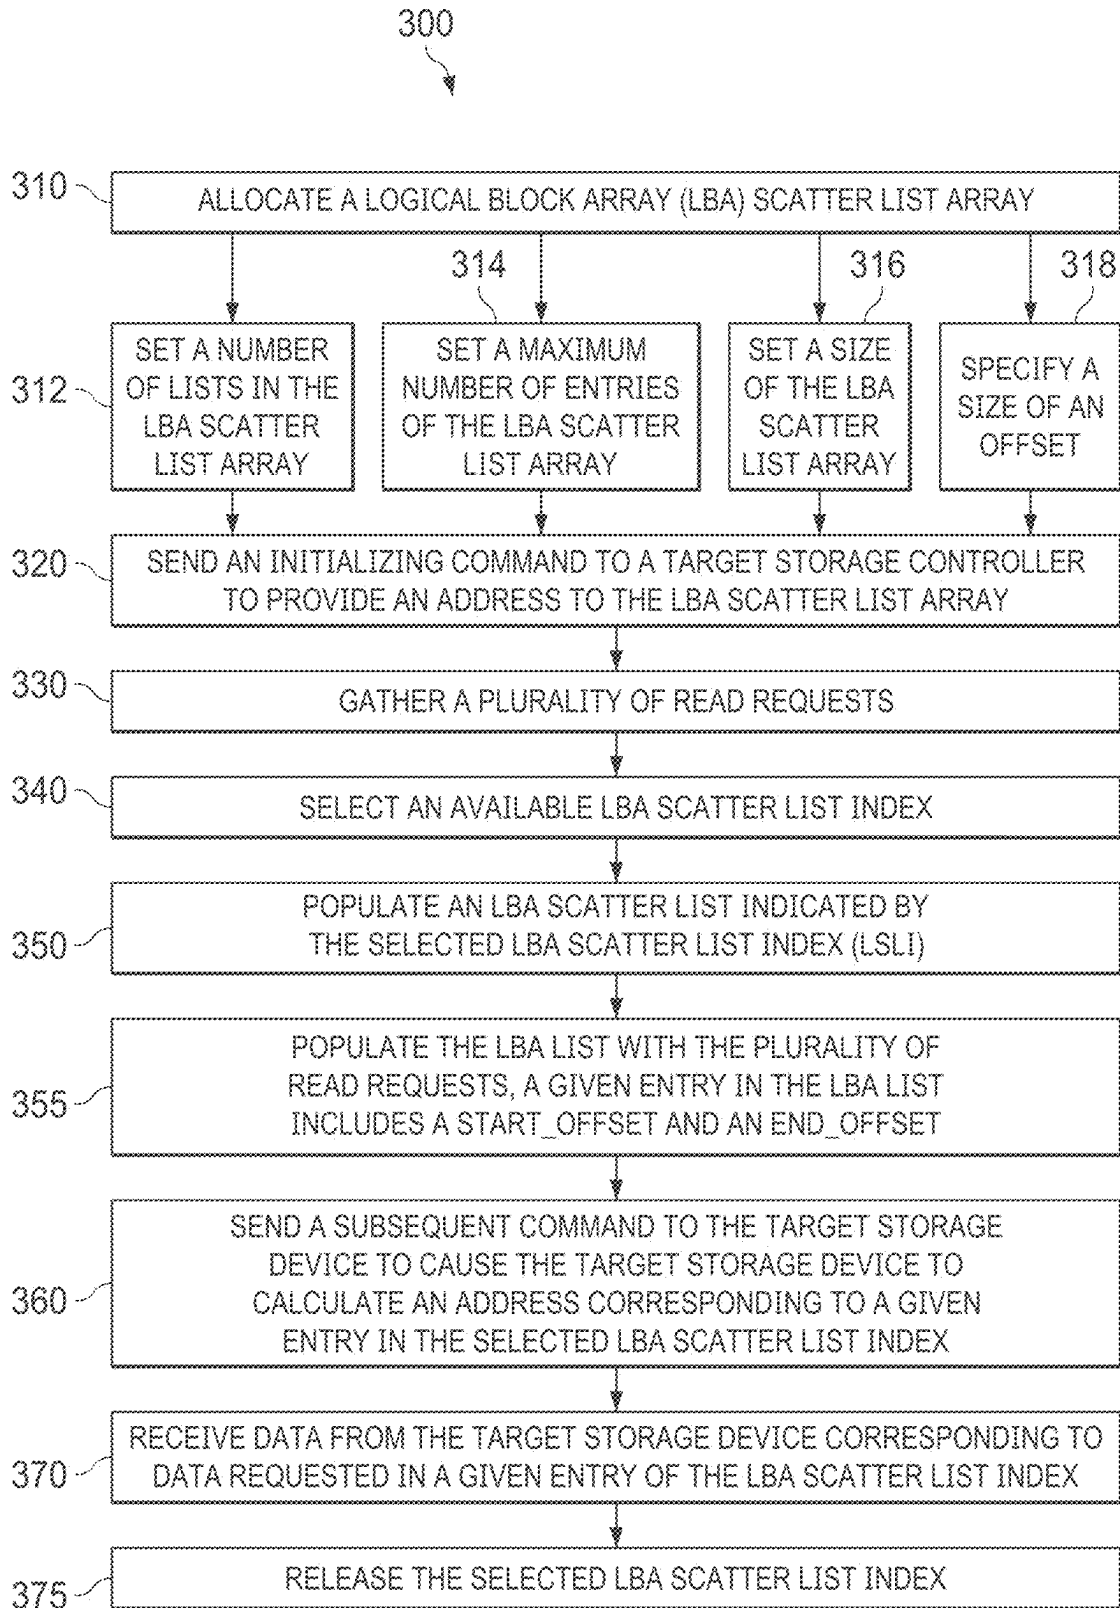 300
310
ALLOCATE A LOGICAL BLOCK ARRAY (LBA) SCATTER LIST ARRAY
314
316
318
312
SET A NUMBER
OF LISTS IN THE
LBA SCATTER
LIST ARRAY
SET A MAXIMUM
NUMBER OF ENTRIES
OF THE LBA SCATTER
LIST ARRAY
SET A SIZE
OF THE LBA
SCATTER
LIST ARRAY
SPECIFY A
SIZE OF AN
OFFSET
320
SEND AN INITIALIZING COMMAND TO A TARGET STORAGE CONTROLLER
TO PROVIDE AN ADDRESS TO THE LBA SCATTER LIST ARRAY
330
GATHER A PLURALITY OF READ REQUESTS
340
SELECT AN AVAILABLE LBA SCATTER LIST INDEX
350
POPULATE AN LBA SCATTER LIST INDICATED BY
THE SELECTED LBA SCATTER LIST INDEX (LSLI)
355
POPULATE THE LBA LIST WITH THE PLURALITY OF
READ REQUESTS, A GIVEN ENTRY IN THE LBA LIST
INCLUDES A START_OFFSET AND AN END_OFFSET
360
SEND A SUBSEQUENT COMMAND TO THE TARGET STORAGE
DEVICE TO CAUSE THE TARGET STORAGE DEVICE TO
CALCULATE AN ADDRESS CORRESPONDING TO A GIVEN
ENTRY IN THE SELECTED LBA SCATTER LIST INDEX
370
RECEIVE DATA FROM THE TARGET STORAGE DEVICE CORRESPONDING TO
DATA REQUESTED IN A GIVEN ENTRY OF THE LBA SCATTER LIST INDEX
375
RELEASE THE SELECTED LBA SCATTER LIST INDEX